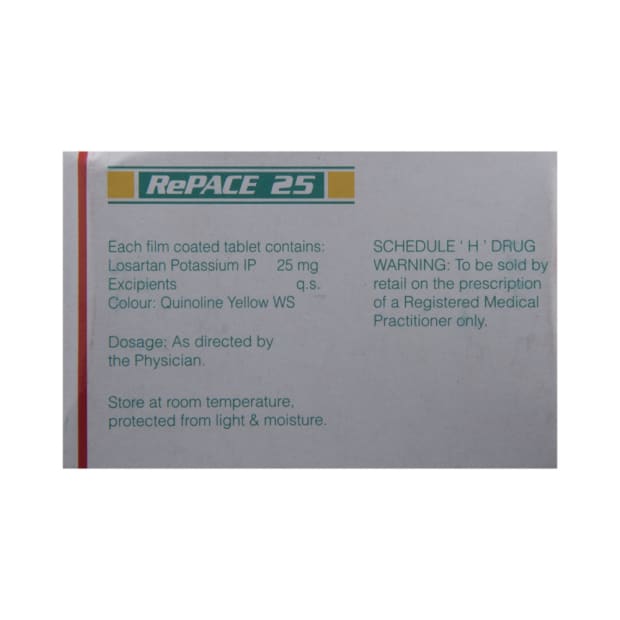 RePACE 25
Each film coated tablet contains:
Losartan Potassium IP 25 mg
Excipients q.s.
Colour: Quinoline Yellow WS
Dosage: As directed by
the Physician.
Store at room temperature,
protected from light & moisture.
SCHEDULE ' H ' DRUG
WARNING: To be sold by
retail on the prescription
of a Registered Medical
Practitioner only.